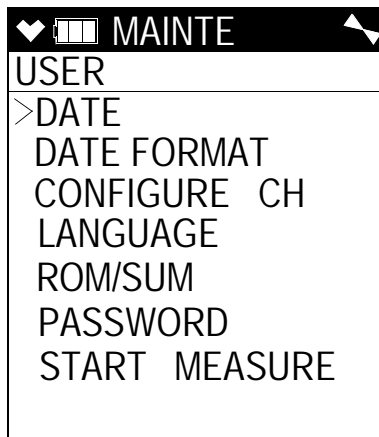 MAINTE
USER
>DATE
DATE FORMAT
CONFIGURE CH
LANGUAGE
ROM/SUM
PASSWORD
START MEASURE